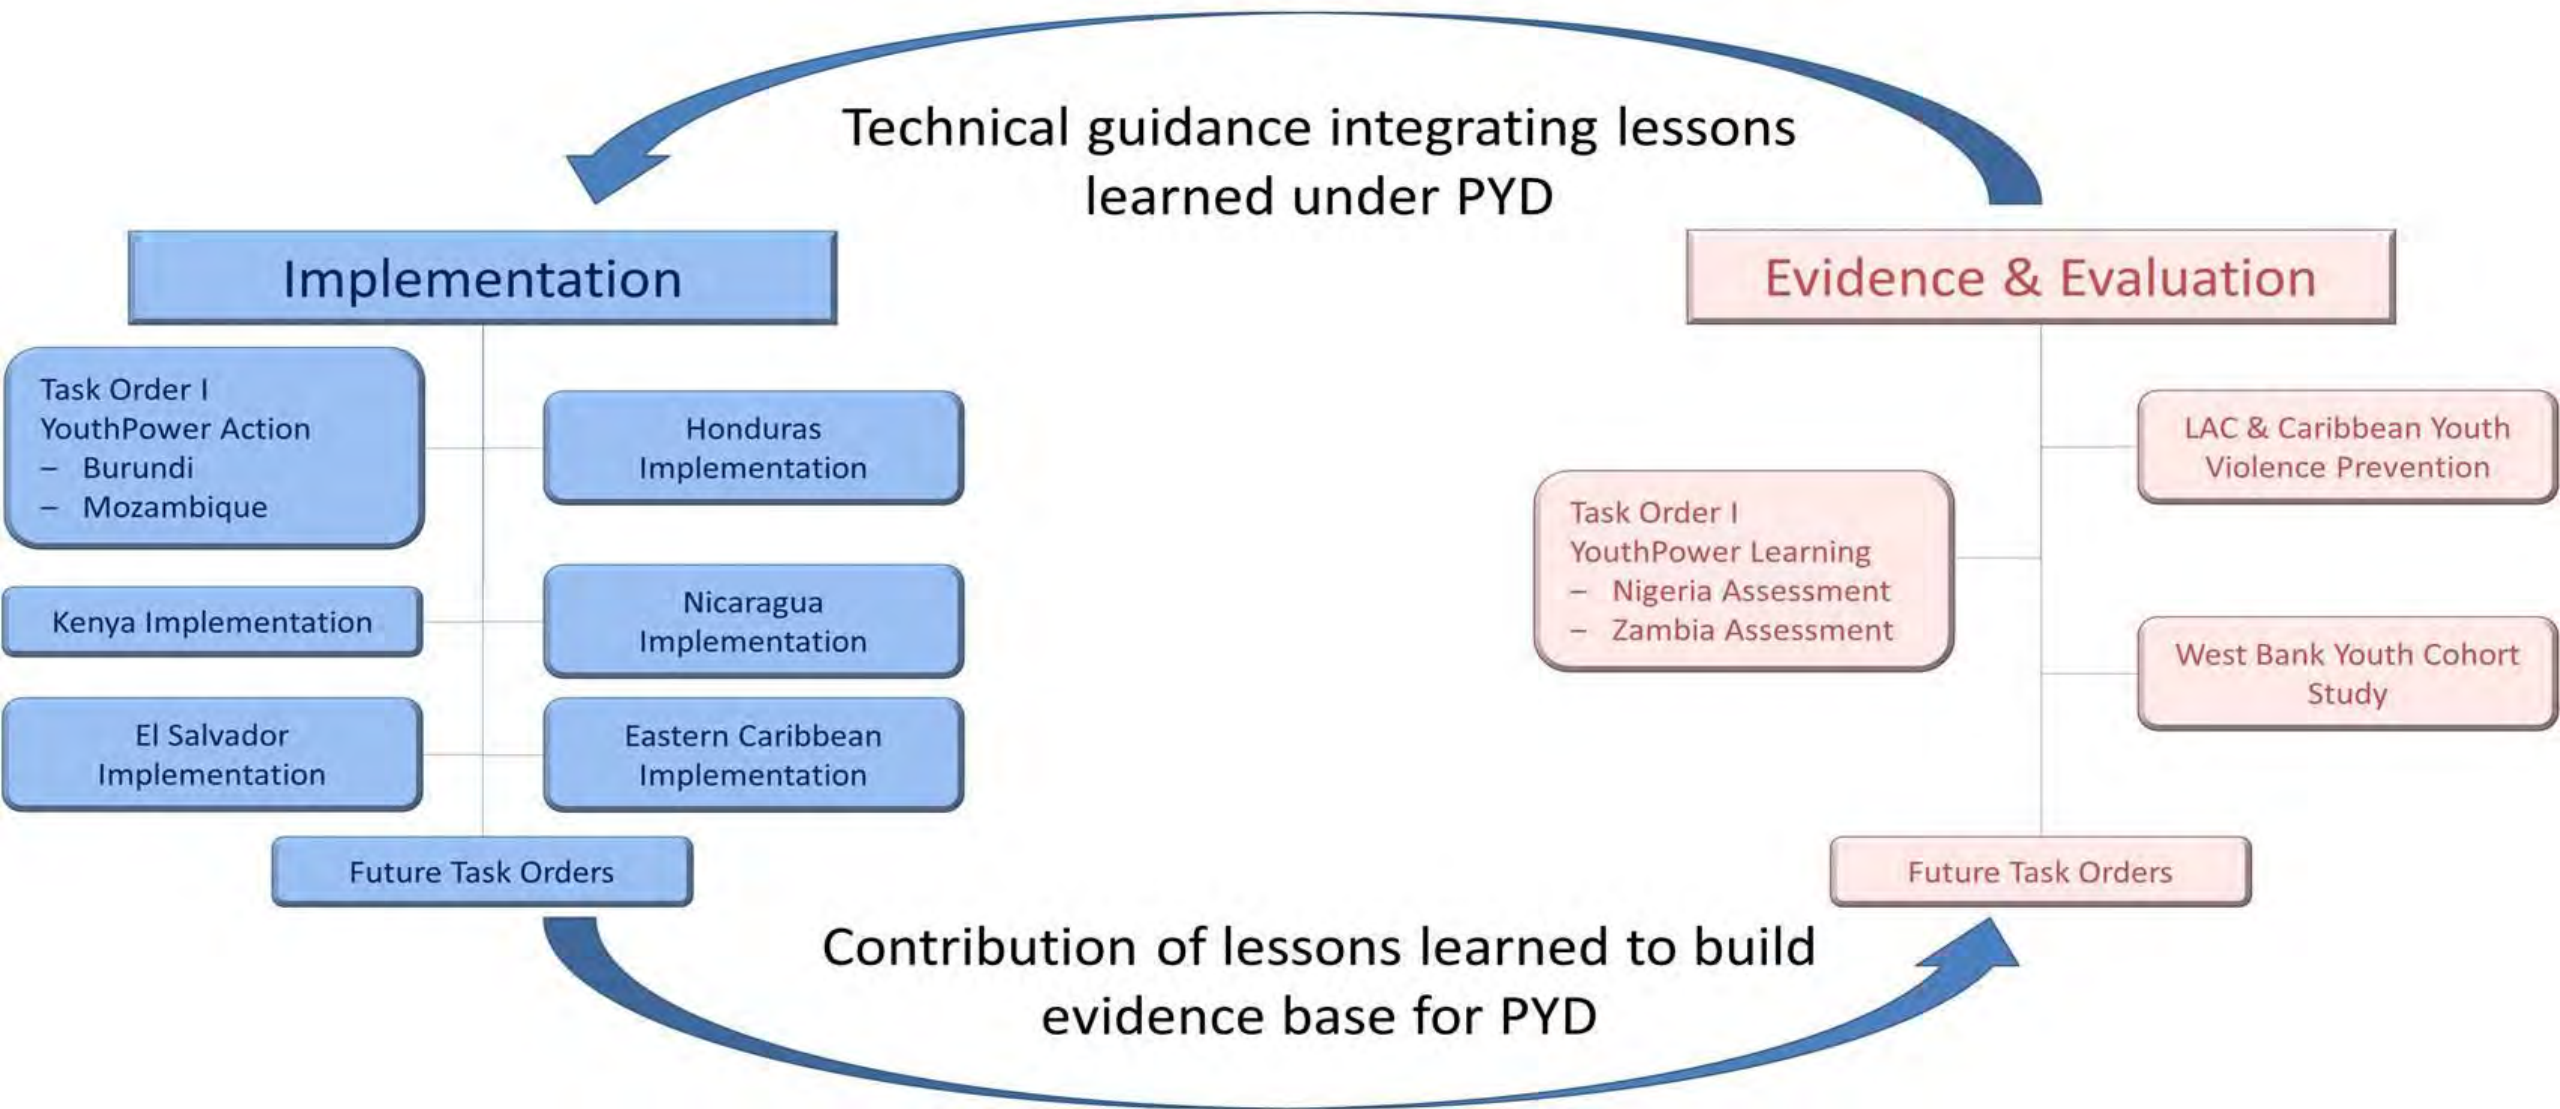 Technical guidance integrating lessons
learned under PYD
Implementation
Task Order I
YouthPower Action
– Burundi
– Mozambique
Honduras
Implementation
Kenya Implementation
Nicaragua
Implementation
El Salvador
Implementation
Eastern Caribbean
Implementation
Future Task Orders
Evidence & Evaluation
LAC & Caribbean Youth
Violence Prevention
Task Order I
YouthPower Learning
– Nigeria Assessment
– Zambia Assessment
West Bank Youth Cohort
Study
Future Task Orders
Contribution of lessons learned to build
evidence base for PYD